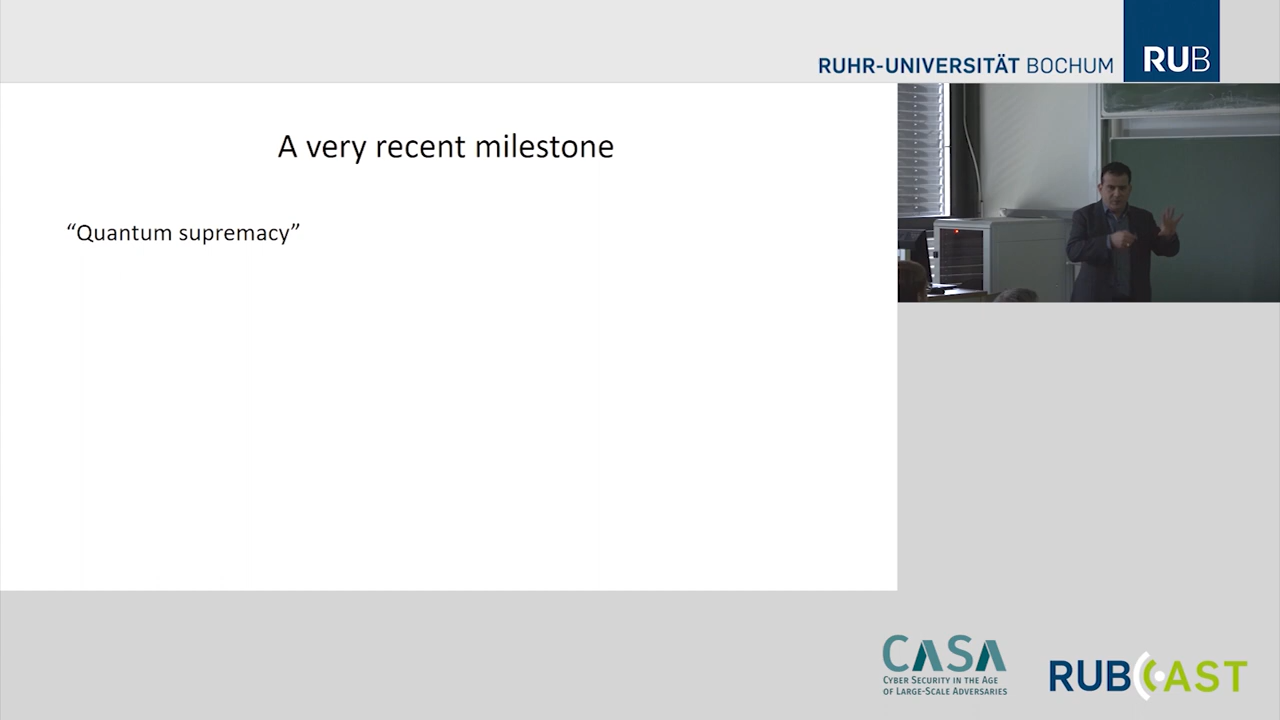 RUHR-UNIVERSITÄT BOCHUM
RUB
A very recent milestone
“Quantum supremacy”
CASA
CYBER SECURITY IN THE AGE
OF LARGE-SCALE ADVERSARIES
RUBCAST